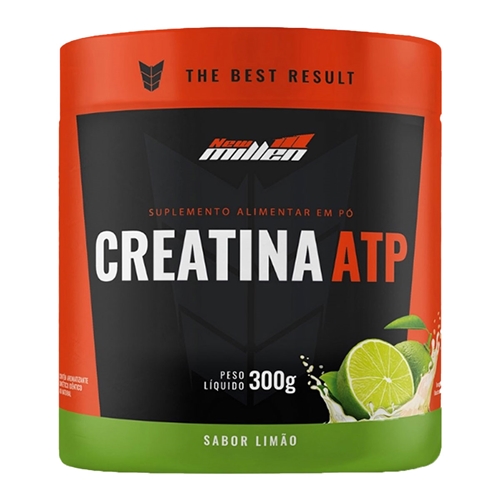 THE BEST RESULT
New
millen
SUPLEMENTO ALIMENTAR EM PÓ
CREATINA ATP
PESO
LÍQUIDO 300g
SABOR LIMÃO